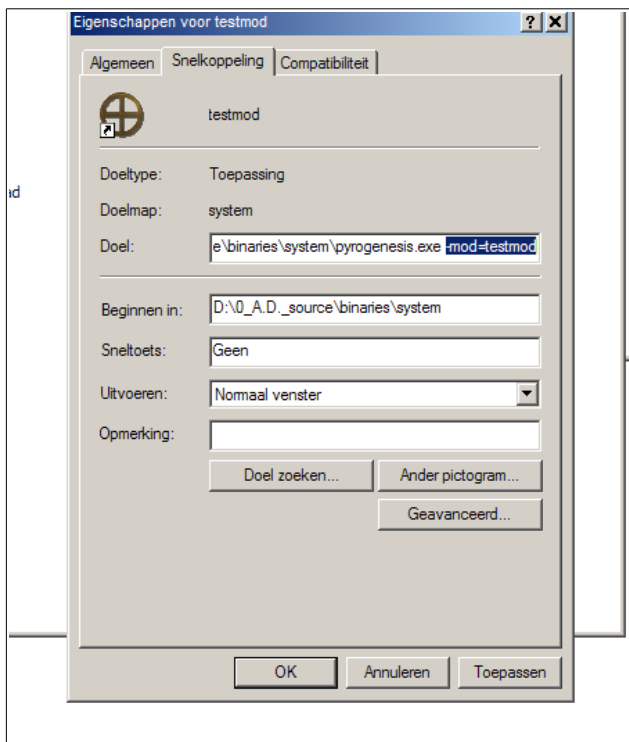 Eigenschappen voor testmod
Algemeen Snelkoppeling Compatibiliteit
testmod
Doeltype: Toepassing
ad
Doelmap: system
Doel: e\binaries\system\pyrogenesis.exe -mod=testmod
Beginnen in: D:\0_A.D._source\binaries\system
Sneltoets: Geen
Uitvoeren: Normaal venster
Opmerking:
Doel zoeken... Ander pictogram...
Geavanceerd...
OK Annuleren Toepassen